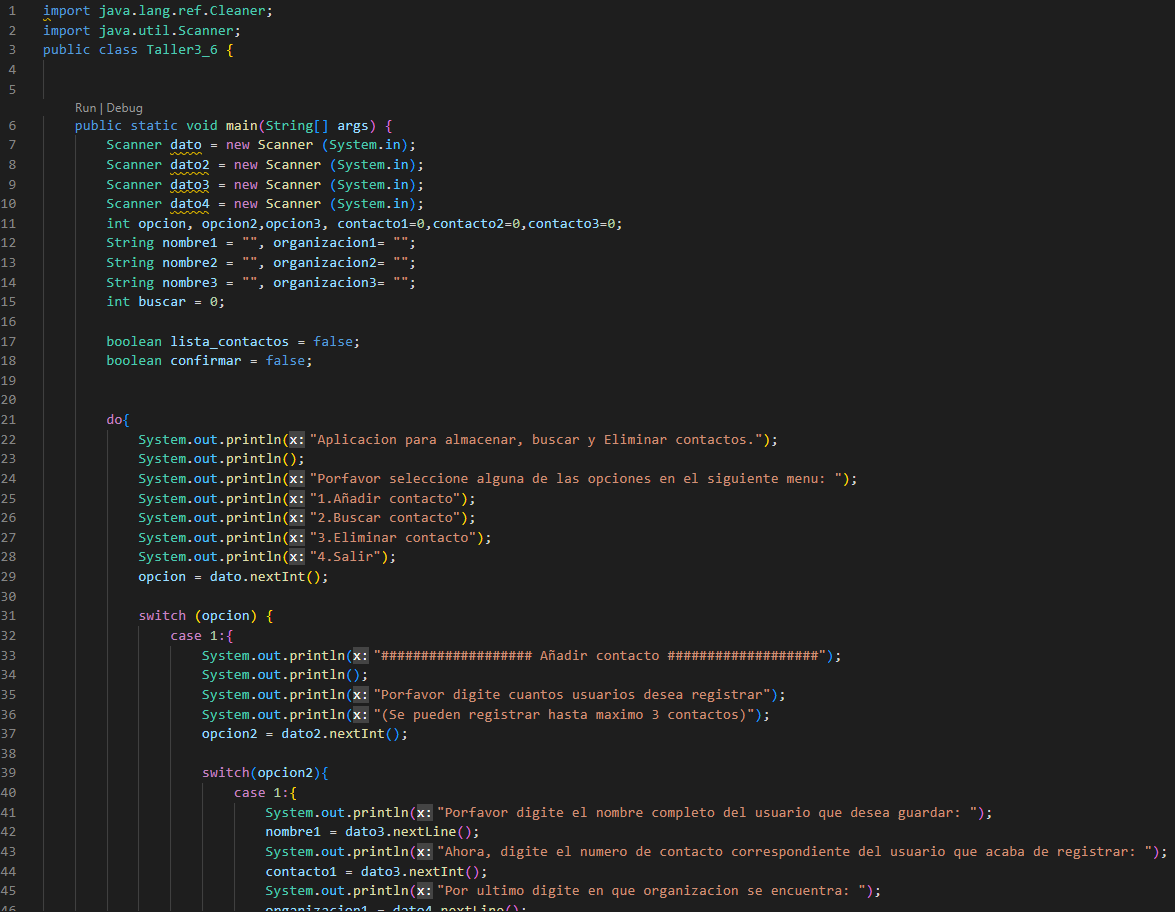 1 import java.lang.ref.Cleaner;
2 import java.util.Scanner;
3 public class Taller3_6 {
4
5
Run | Debug
6 public static void main(String[] args) {
7 Scanner dato = new Scanner (System.in);
8 Scanner dato2 = new Scanner (System.in);
9 Scanner dato3 = new Scanner (System.in);
10 Scanner dato4 = new Scanner (System.in);
11 int opcion, opcion2,opcion3, contacto1=0,contacto2=0,contacto3=0;
12 String nombre1 = "", organizacion1= "";
13 String nombre2 = "", organizacion2= "";
14 String nombre3 = "", organizacion3= "";
15 int buscar = 0;
16
17 boolean lista_contactos = false;
18 boolean confirmar = false;
19
20
21 do{
22 System.out.println(x: "Aplicacion para almacenar, buscar y Eliminar contactos.");
23 System.out.println();
24 System.out.println(x: "Porfavor seleccione alguna de las opciones en el siguiente menu: ");
25 System.out.println(x: "1.Añadir contacto");
26 System.out.println(x: "2.Buscar contacto");
27 System.out.println(x: "3.Eliminar contacto");
28 System.out.println(x: "4.Salir");
29 opcion = dato.nextInt();
30
31 switch (opcion) {
32 case 1:{
33 System.out.println(x: "################### Añadir contacto ###################");
34 System.out.println();
35 System.out.println(x: "Porfavor digite cuantos usuarios desea registrar");
36 System.out.println(x: "(Se pueden registrar hasta maximo 3 contactos)");
37 opcion2 = dato2.nextInt();
38
39 switch(opcion2){
40 case 1:{
41 System.out.println(x: "Porfavor digite el nombre completo del usuario que desea guardar: ");
42 nombre1 = dato3.nextLine();
43 System.out.println(x: "Ahora, digite el numero de contacto correspondiente del usuario que acaba de registrar: ");
44 contacto1 = dato3.nextInt();
45 System.out.println(x: "Por ultimo digite en que organizacion se encuentra: ");
46 organizacion1 = dato4.nextLine();